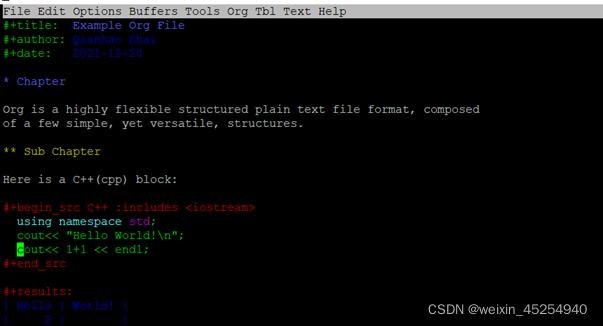 File Edit Options Buffers Tools Org Tbl Text Help
#+title:  Example Org File
#+author: Qianhao Zhai
#+date:   2021-12-20
* Chapter
Org is a highly flexible structured plain text file format, composed
of a few simple, yet versatile, structures.
** Sub Chapter
Here is a C++(cpp) block:
#+begin_src C++ :includes <iostream>
  using namespace std;
  cout<< "Hello World!\n";
  cout<< 1+1 << endl;
#+end_src
#+results:
| Hello | World! |
|     2 |        |
CSDN @weixin_45254940